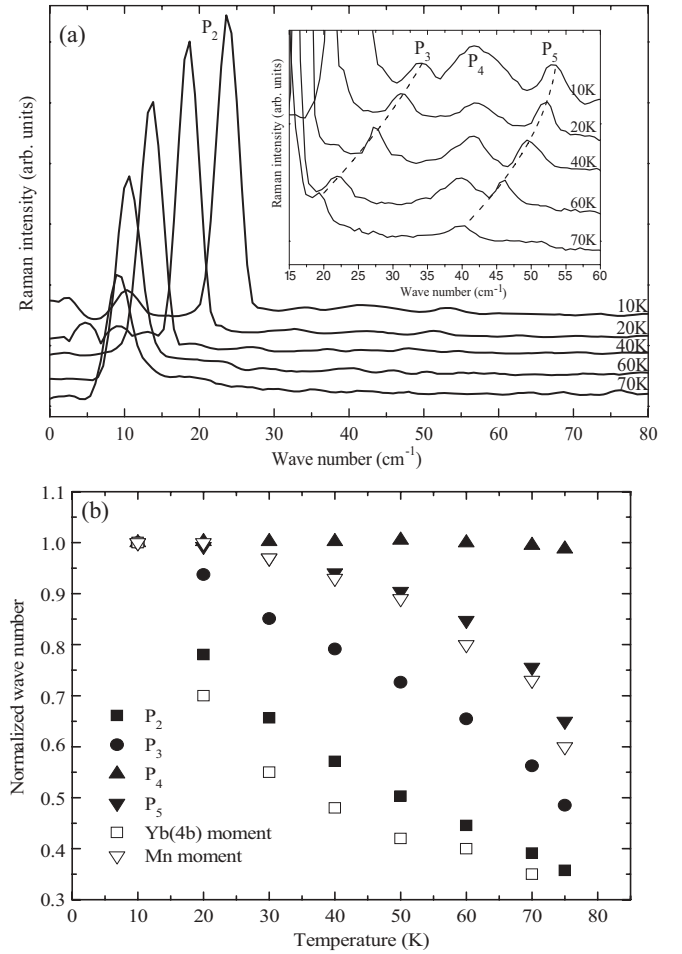 (a)
P₂
Raman intensity (arb. units)
10K
20K
40K
60K
70K
0 10 20 30 40 50 60 70 80
Wave number (cm⁻¹)
P₃
P₄
P₅
Raman intensity (arb. units)
10K
20K
40K
60K
70K
15 20 25 30 35 40 45 50 55 60
Wave number (cm⁻¹)
(b)
1.1
1.0
0.9
0.8
0.7
0.6
0.5
0.4
0.3
Normalized wave number
P₂
P₃
P₄
P₅
Yb(4b) moment
Mn moment
0 10 20 30 40 50 60 70 80
Temperature (K)